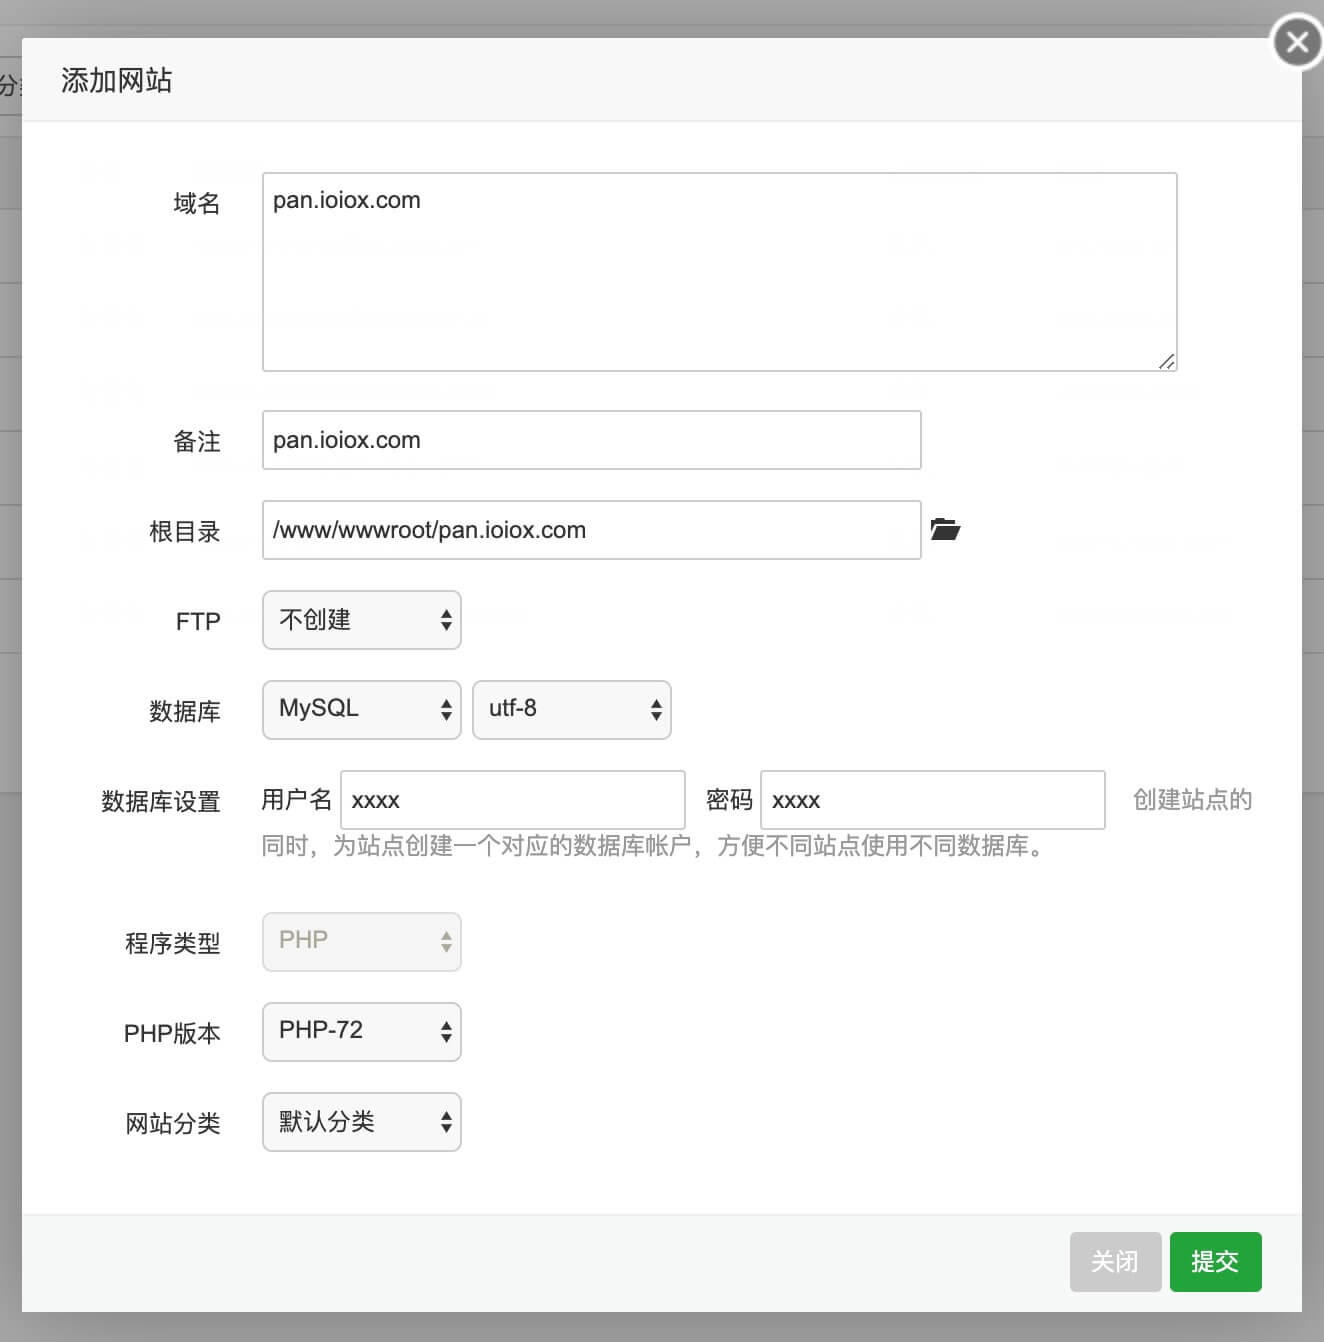 添加网站
域名 pan.ioiox.com
备注 pan.ioiox.com
根目录 /www/wwwroot/pan.ioiox.com
FTP 不创建
数据库 MySQL utf-8
数据库设置 用户名 xxxx 密码 xxxx 创建站点的
同时，为站点创建一个对应的数据库帐户，方便不同站点使用不同数据库。
程序类型 PHP
PHP版本 PHP-72
网站分类 默认分类
关闭 提交